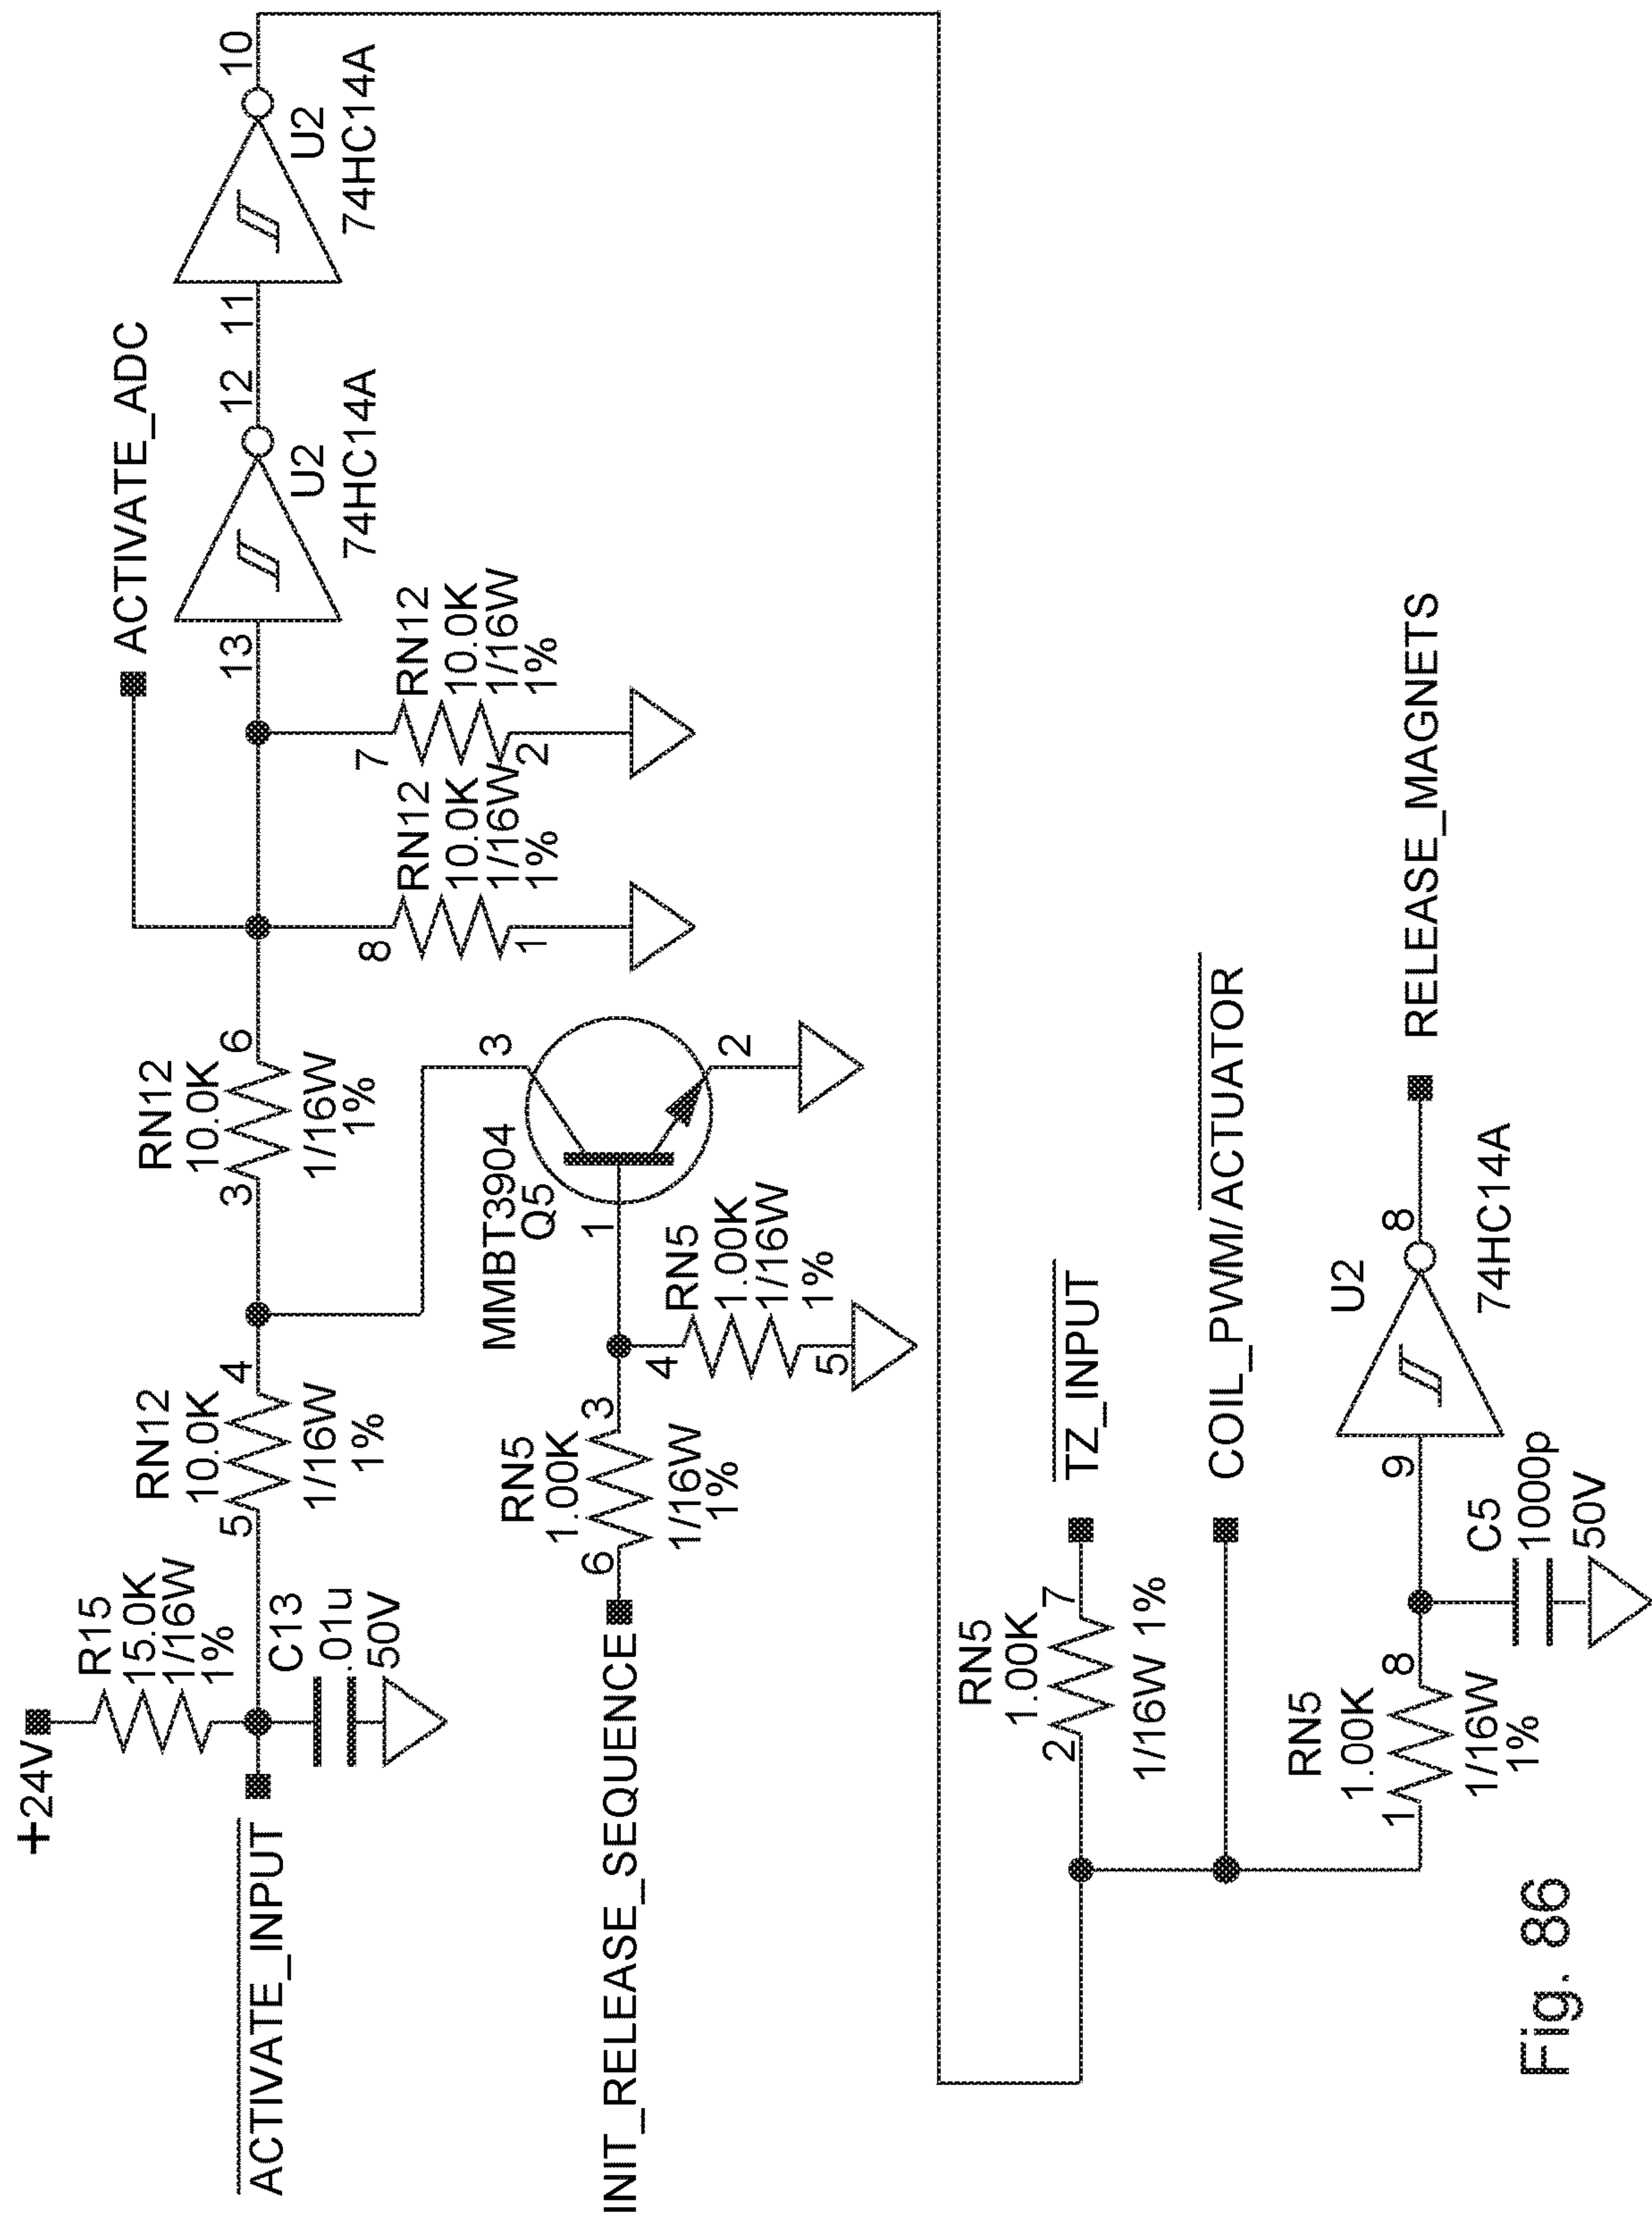 +24V
R15
15.0K
1/16W
1%
ACTIVATE_INPUT
C13
.01u
50V
5
RN12
10.0K
4
1/16W
1%
3
RN12
10.0K
6
1/16W
1%
ACTIVATE_ADC
8
RN12
10.0K
1/16W
1%
1
7
RN12
10.0K
1/16W
1%
2
13
12
U2
74HC14A
11
10
U2
74HC14A
INIT_RELEASE_SEQUENCE
6
RN5
1.00K
3
1/16W
1%
4
RN5
1.00K
1/16W
1%
5
MMBT3904
Q5
1
3
2
2
RN5
1.00K
7
1/16W 1%
TZ_INPUT
COIL_PWM/ACTUATOR
1
RN5
1.00K
8
1/16W
1%
C5
1000p
50V
9
U2
8
74HC14A
RELEASE_MAGNETS
Fig. 86